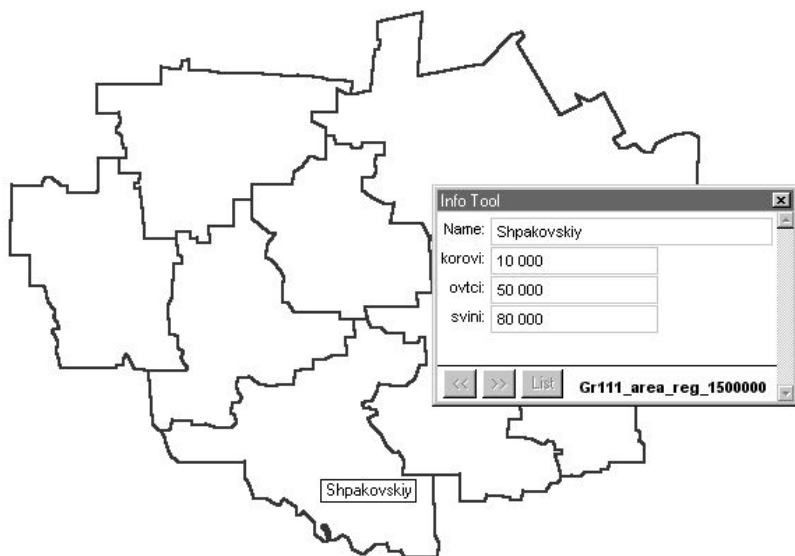 Info Tool
Name: Shpakovskiy
korovi: 10 000
ovtci: 50 000
svini: 80 000
<< >> List Gr111_area_reg_1500000
Shpakovskiy